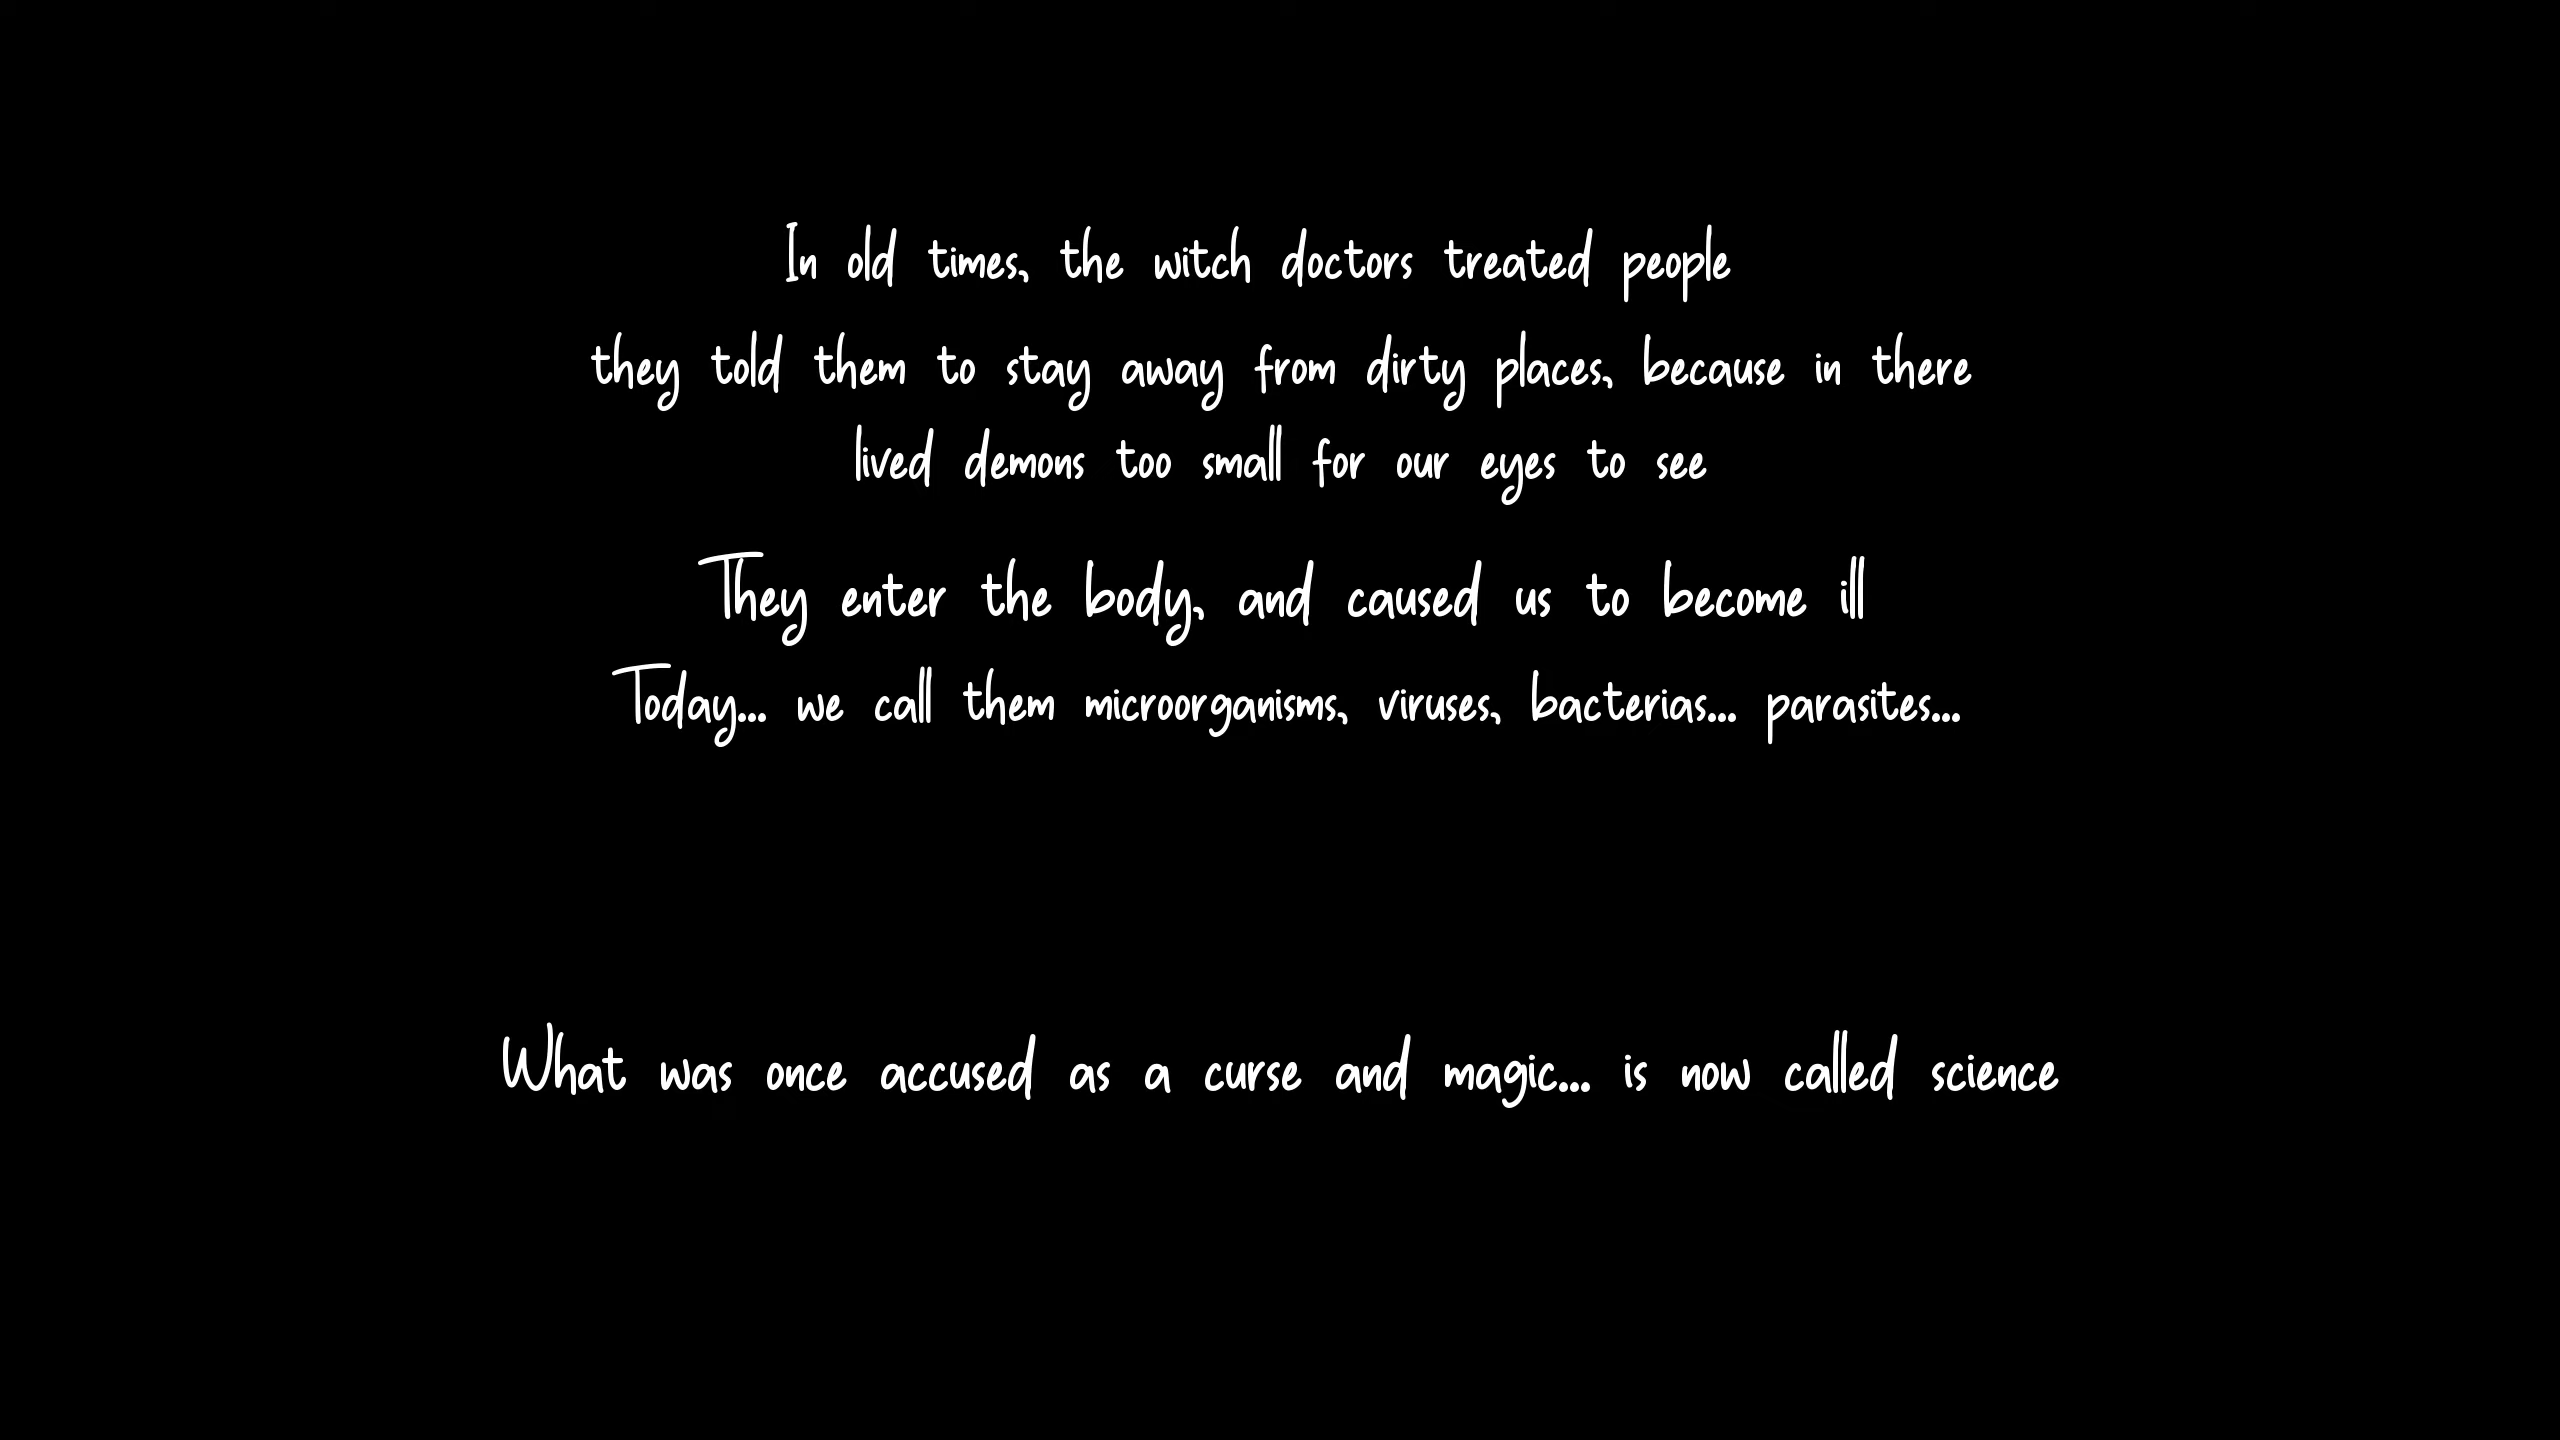 In old times, the witch doctors treated people
they told them to stay away from dirty places, because in there
lived demons too small for our eyes to see
They enter the body, and caused us to become ill
Today... we call them microorganisms, viruses, bacterias... parasites...
What was once accused as a curse and magic... is now called science